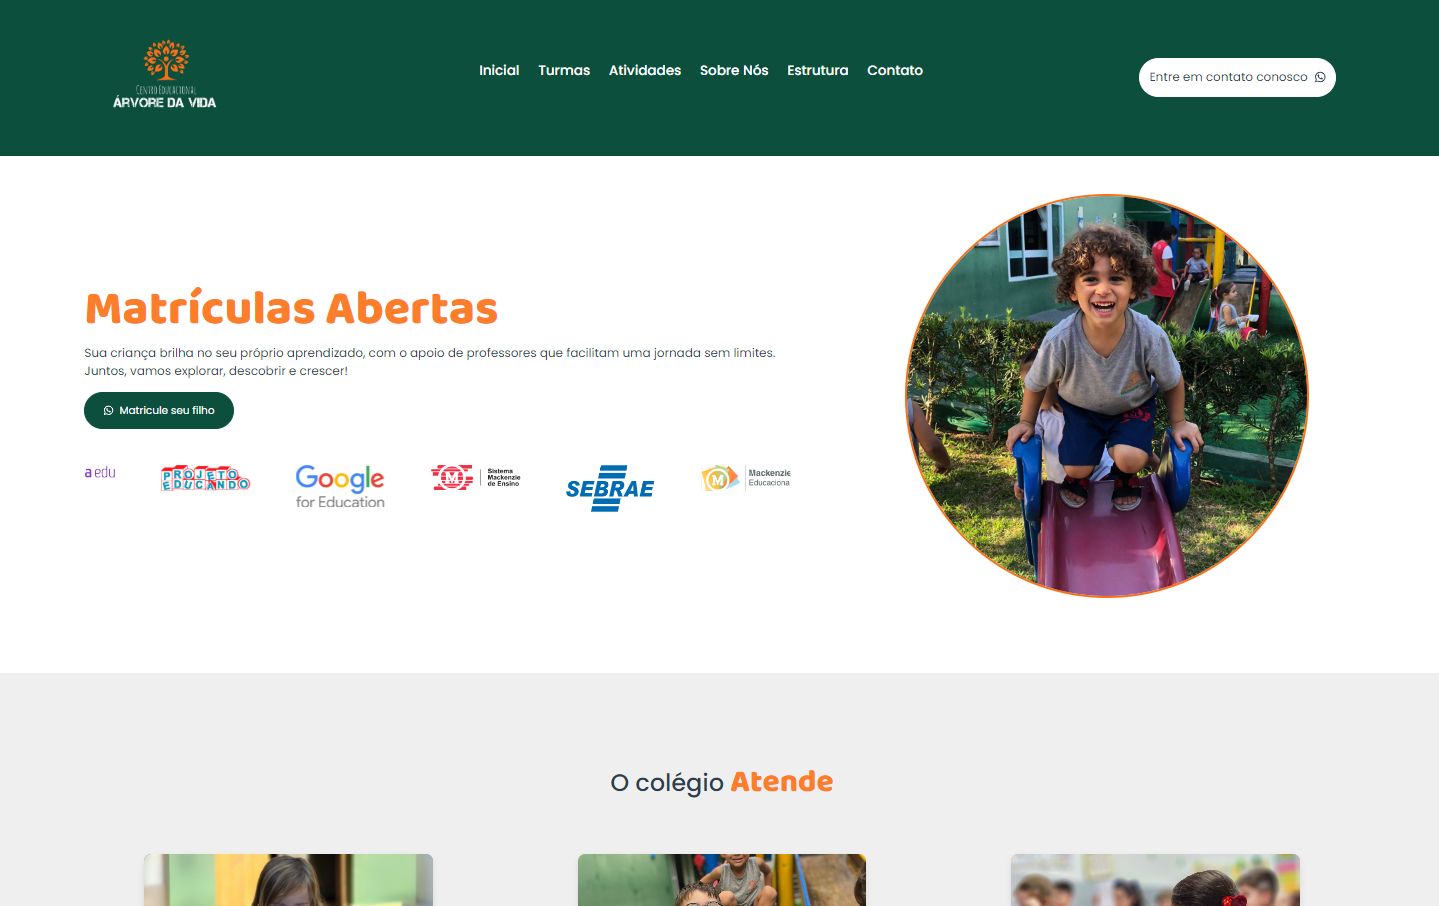 CENTRO EDUCACIONAL
ÁRVORE DA VIDA
Inicial Turmas Atividades Sobre Nós Estrutura Contato
Entre em contato conosco
Matrículas Abertas
Sua criança brilha no seu próprio aprendizado, com o apoio de professores que facilitam uma jornada sem limites.
Juntos, vamos explorar, descobrir e crescer!
Matricule seu filho
a edu
PROJETO
EDUCANDO
Google
for Education
M
Sistema
Mackenzie
de Ensino
SEBRAE
M
Mackenzie
Educaciona
O colégio Atende